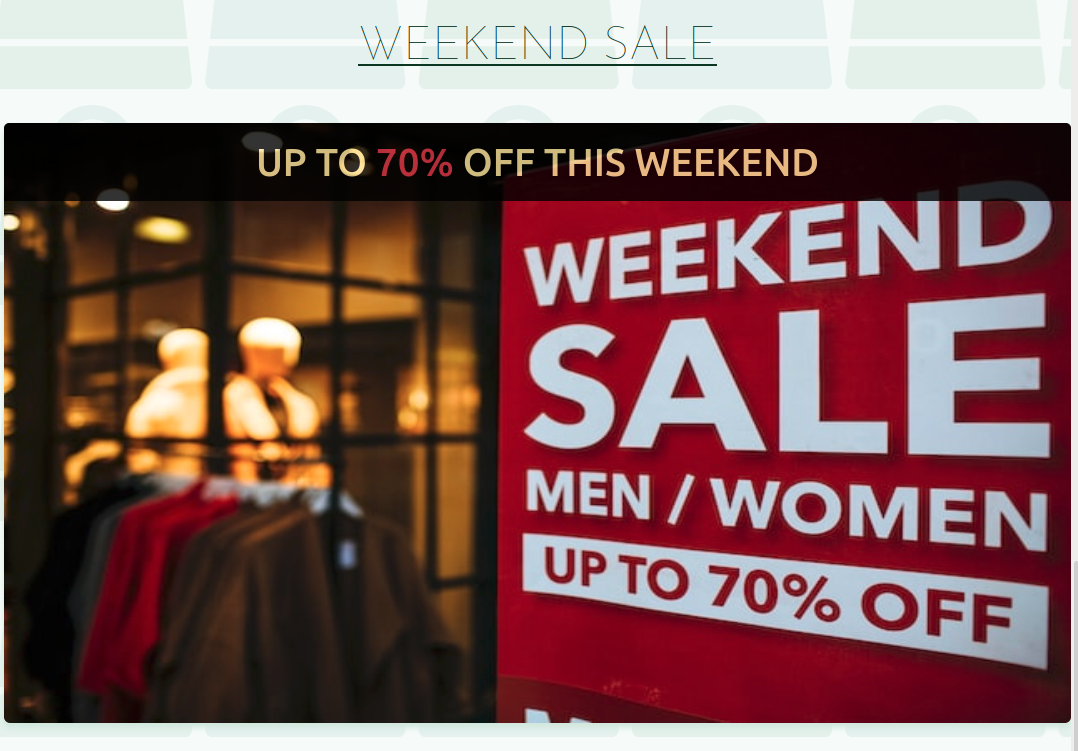 WEEKEND SALE
UP TO 70% OFF THIS WEEKEND
WEEKEND
SALE
MEN / WOMEN
UP TO 70% OFF